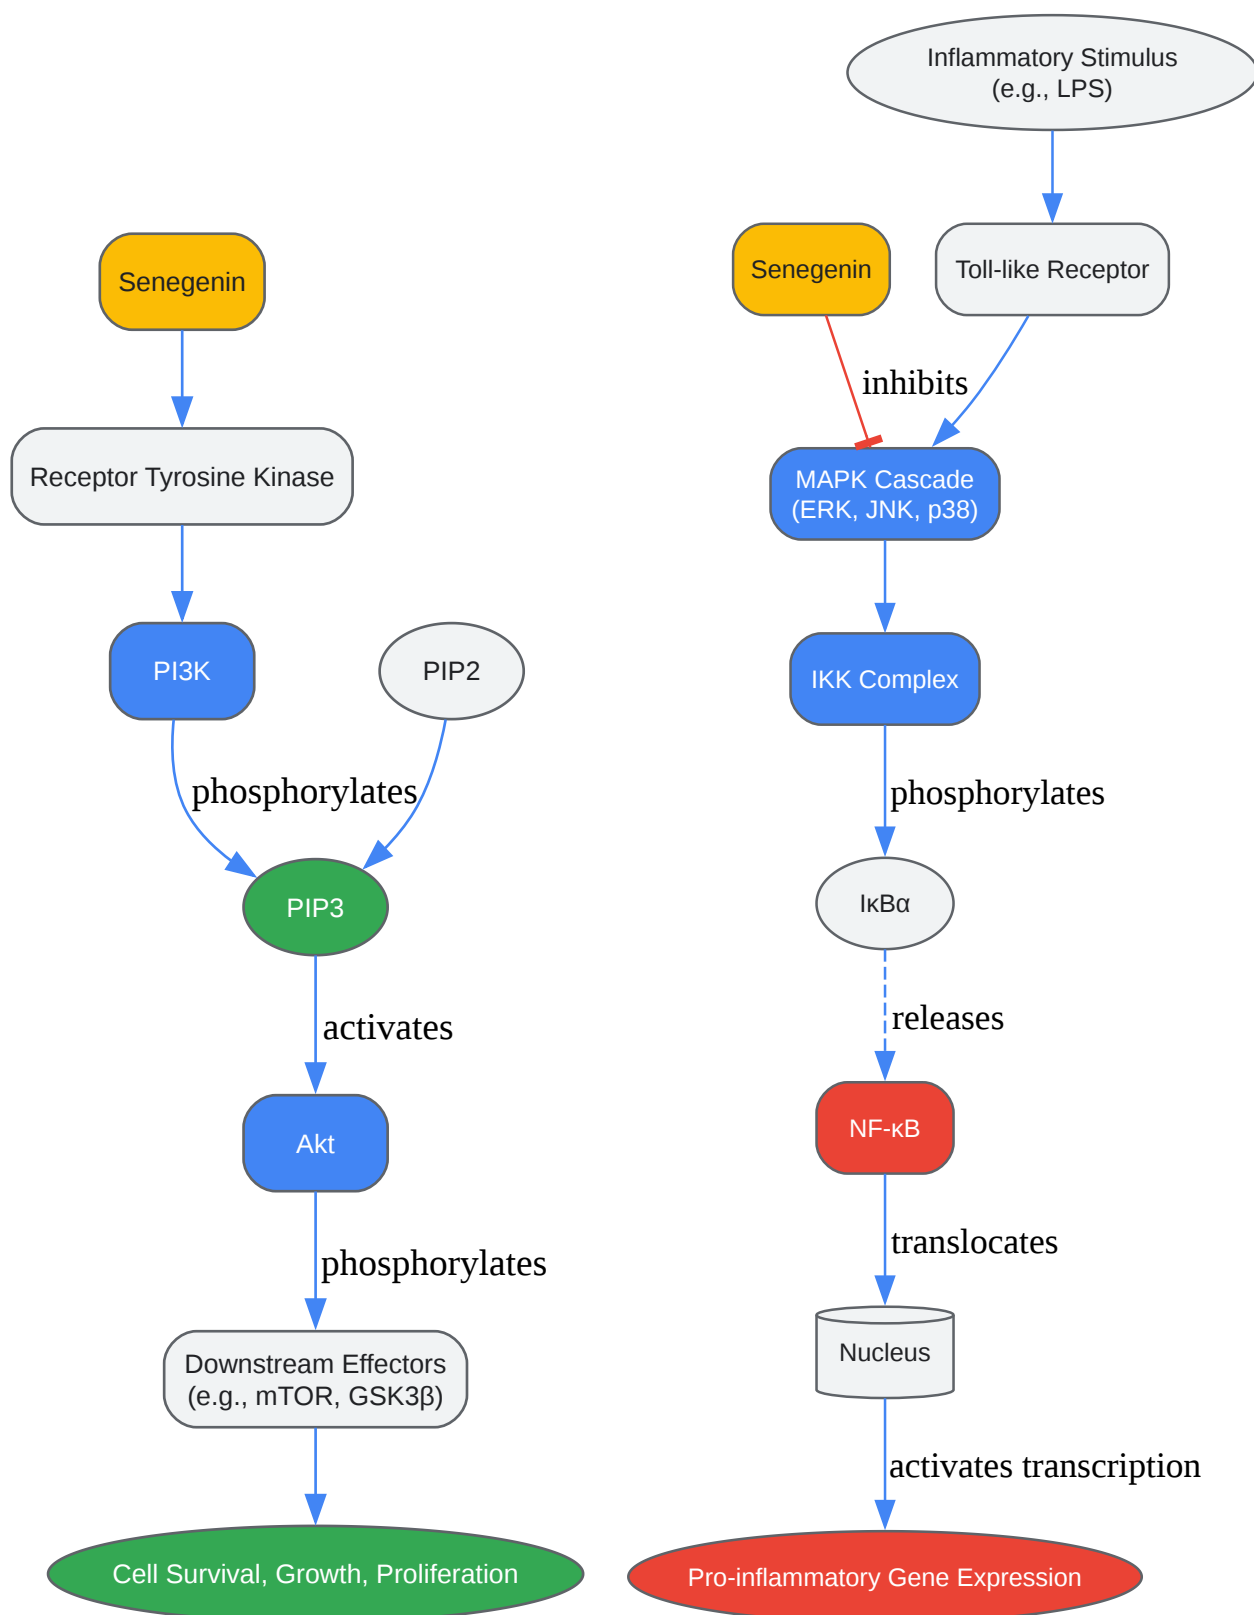 Senegenin
Receptor Tyrosine Kinase
PI3K
PIP2
phosphorylates
PIP3
activates
Akt
phosphorylates
Downstream Effectors
(e.g., mTOR, GSK3β)
Cell Survival, Growth, Proliferation
Inflammatory Stimulus
(e.g., LPS)
Senegenin
Toll-like Receptor
inhibits
MAPK Cascade
(ERK, JNK, p38)
IKK Complex
phosphorylates
IκBα
releases
NF-κB
translocates
Nucleus
activates transcription
Pro-inflammatory Gene Expression